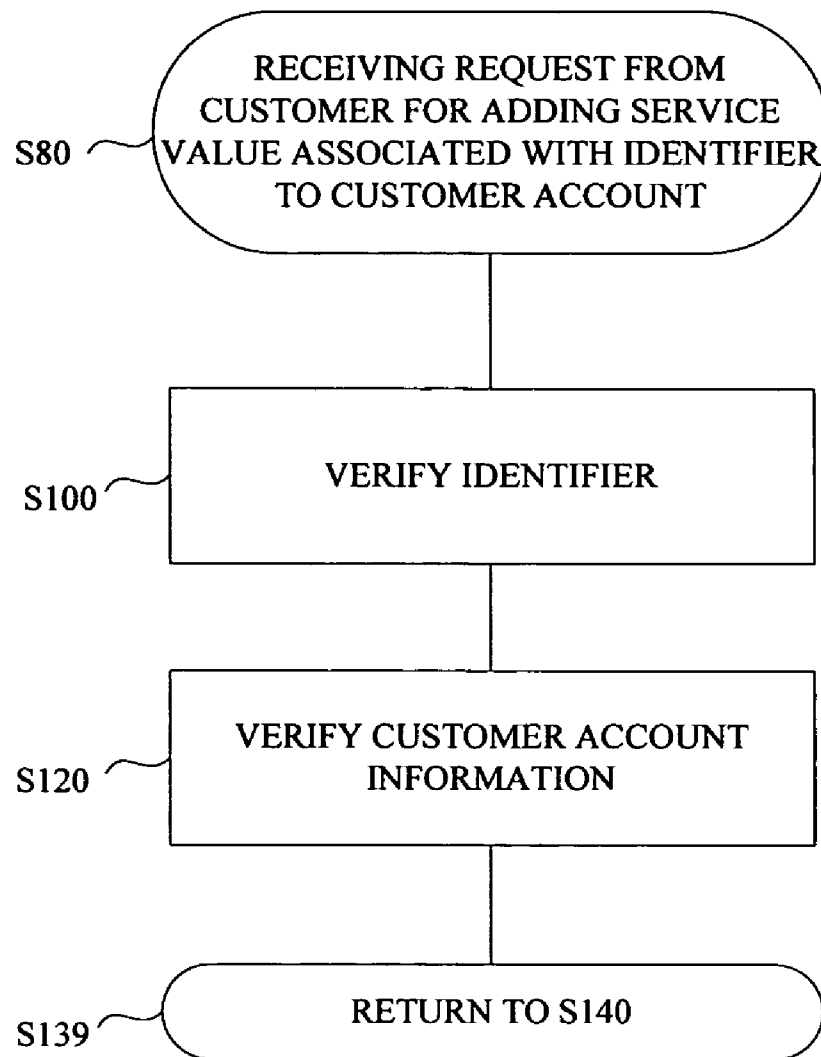 RECEIVING REQUEST FROM
CUSTOMER FOR ADDING SERVICE
S80
VALUE ASSOCIATED WITH IDENTIFIER
TO CUSTOMER ACCOUNT
VERIFY IDENTIFIER
S100
VERIFY CUSTOMER ACCOUNT
INFORMATION
S120
RETURN TO S140
S139